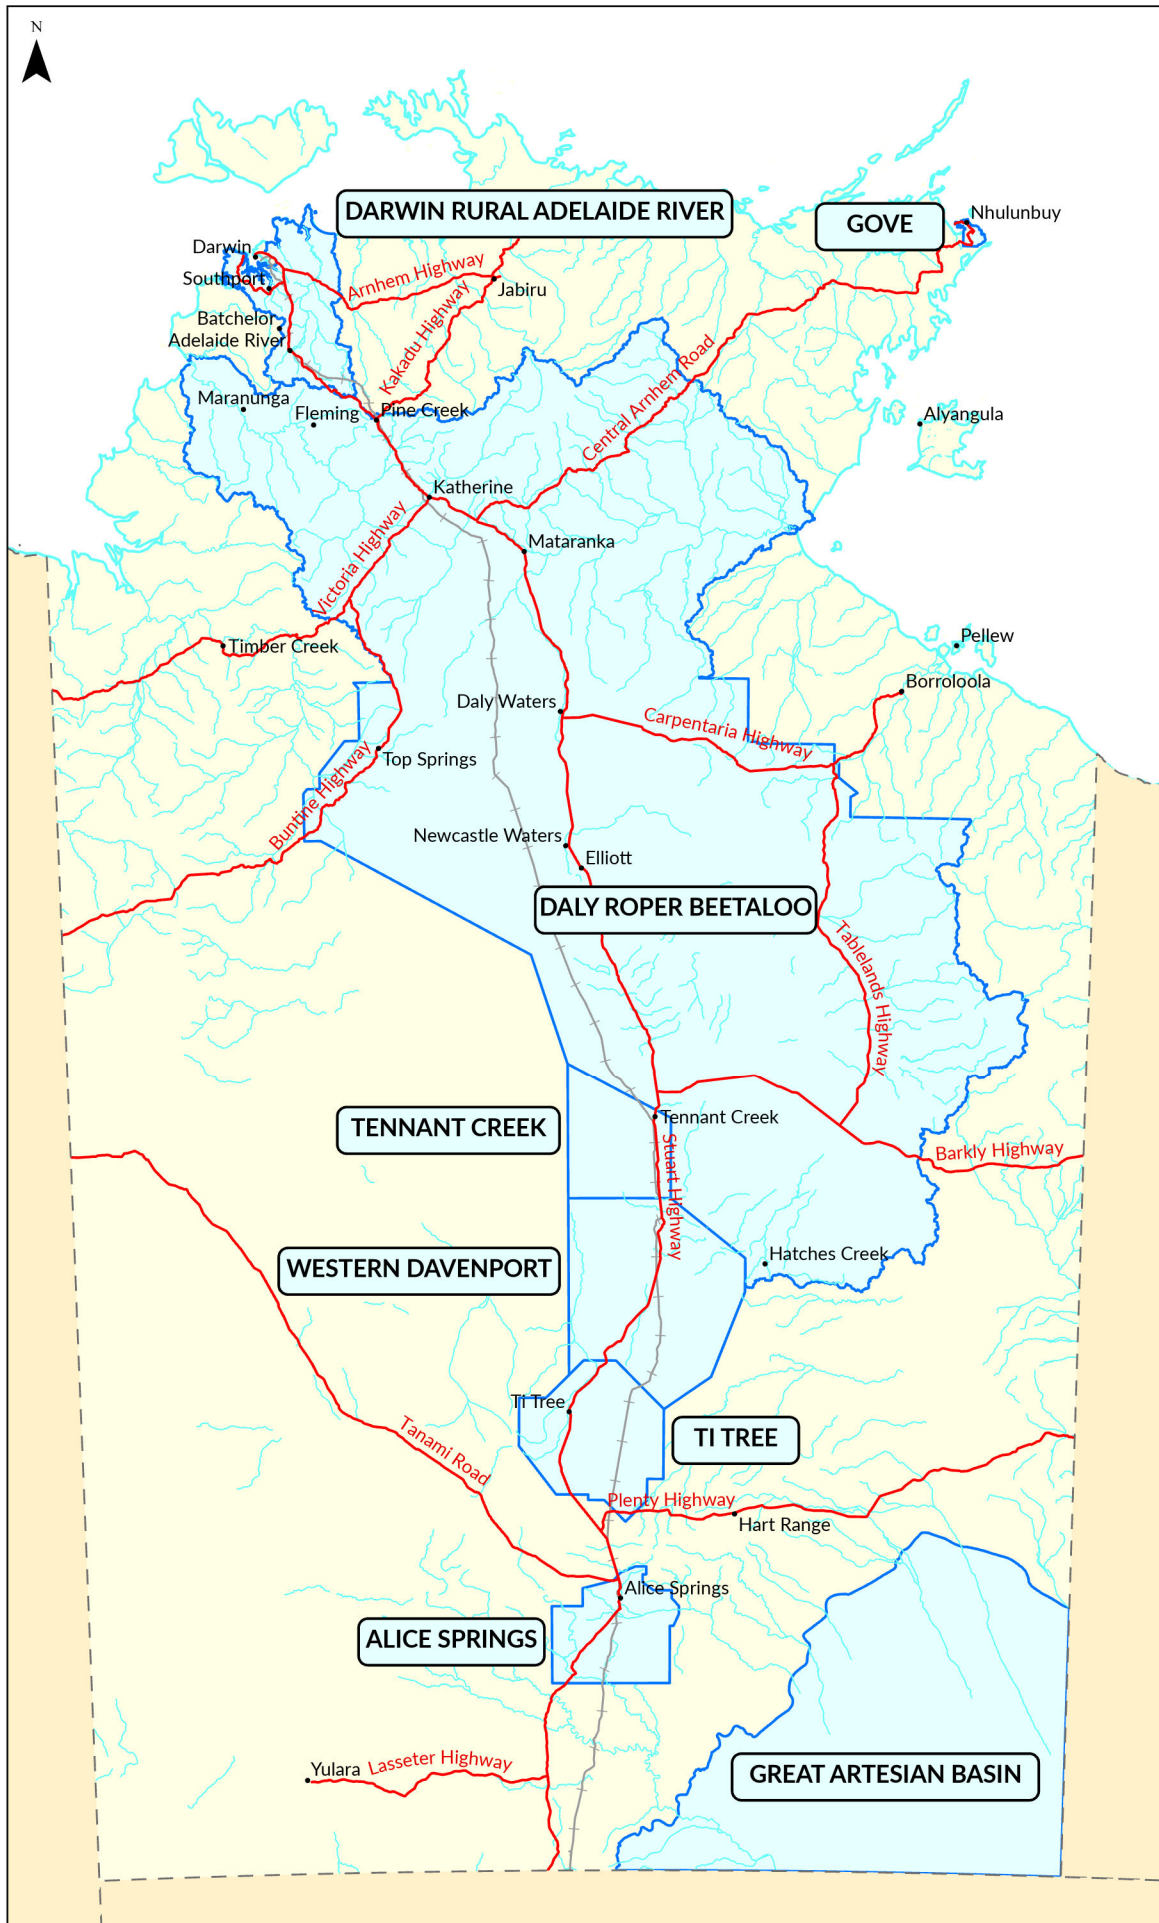 N
DARWIN RURAL ADELAIDE RIVER
GOVE
Nhulunbuy
Darwin
Arnhem Highway
Southport
Jabiru
Batchelor
Kakadu Highway
Adelaide River
Central Arnhem Road
Maranunga
Fleming
Pine Creek
Alyangula
Katherine
Victoria Highway
Mataranka
Timber Creek
Pellew
Borroloola
Daly Waters
Carpentaria Highway
Top Springs
Buntine Highway
Newcastle Waters
Elliott
DALY ROPER BEETALOO
Tablelands Highway
TENNANT CREEK
Tennant Creek
Barkly Highway
Stuart Highway
WESTERN DAVENPORT
Hatches Creek
Ti Tree
TI TREE
Tanami Road
Plenty Highway
Hart Range
Alice Springs
ALICE SPRINGS
Yulara
Lasseter Highway
GREAT ARTESIAN BASIN